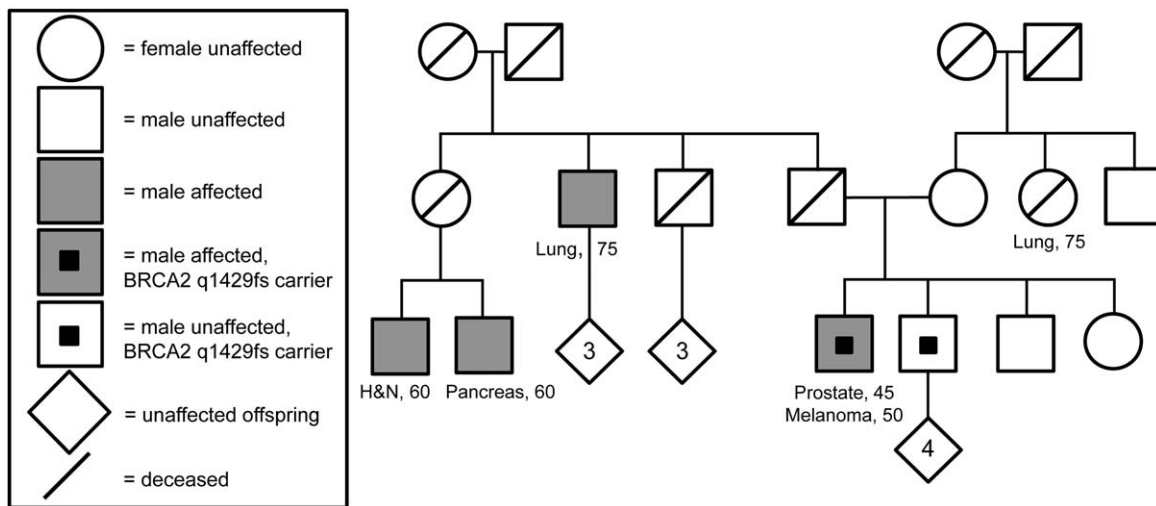 = female unaffected
= male unaffected
= male affected
= male affected,
BRCA2 q1429fs carrier
= male unaffected,
BRCA2 q1429fs carrier
= unaffected offspring
= deceased
Lung, 75
Lung, 75
H&N, 60
Pancreas, 60
3
3
Prostate, 45
Melanoma, 50
4